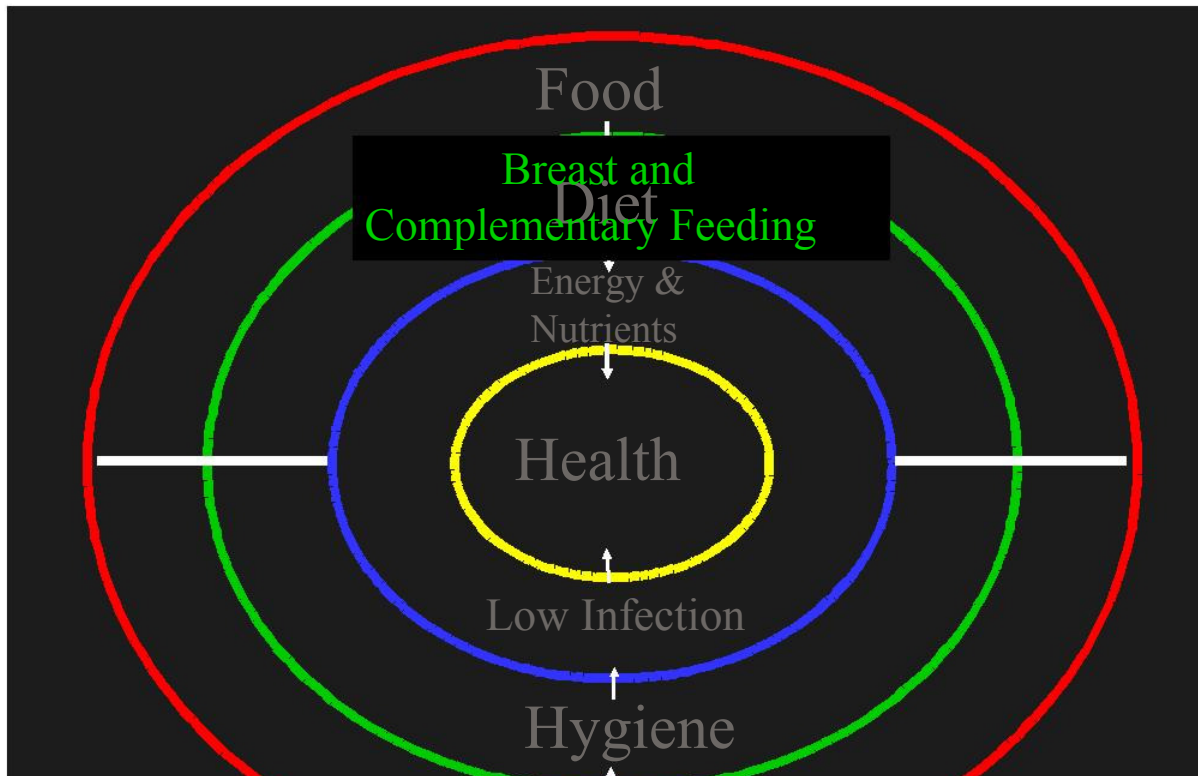 Food
Breast and
Diet
Complementary Feeding
Energy &
Nutrients
Health
Low Infection
Hygiene